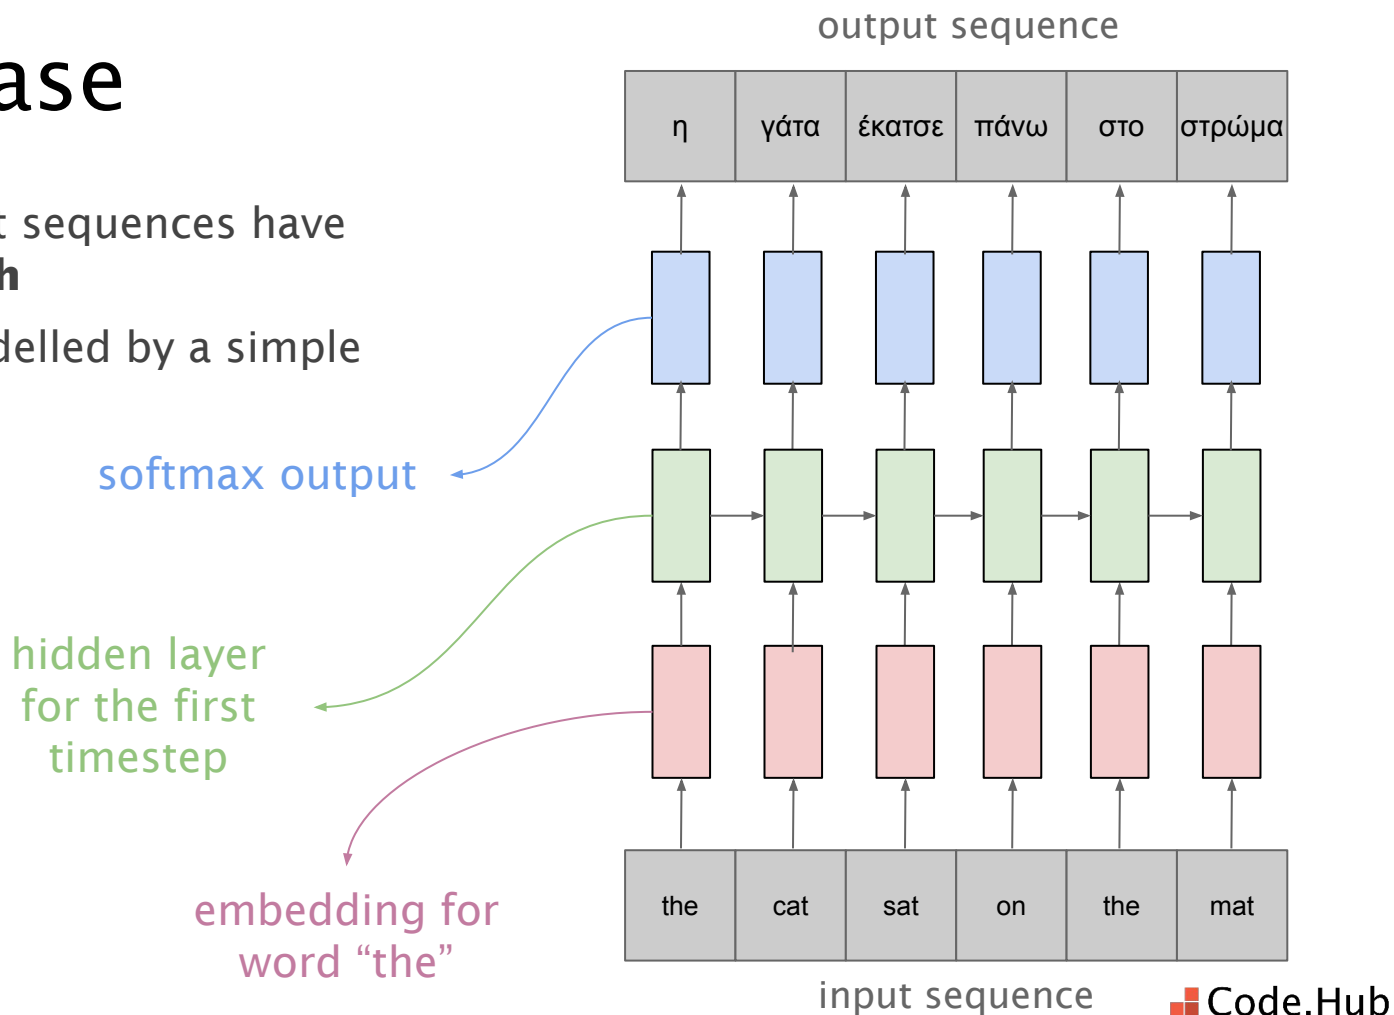 output sequence
ase
η γάτα έκατσε πάνω στο στρώμα
t sequences have
h
delled by a simple
softmax output
hidden layer
for the first
timestep
embedding for
word “the”
the cat sat on the mat
input sequence
Code.Hub